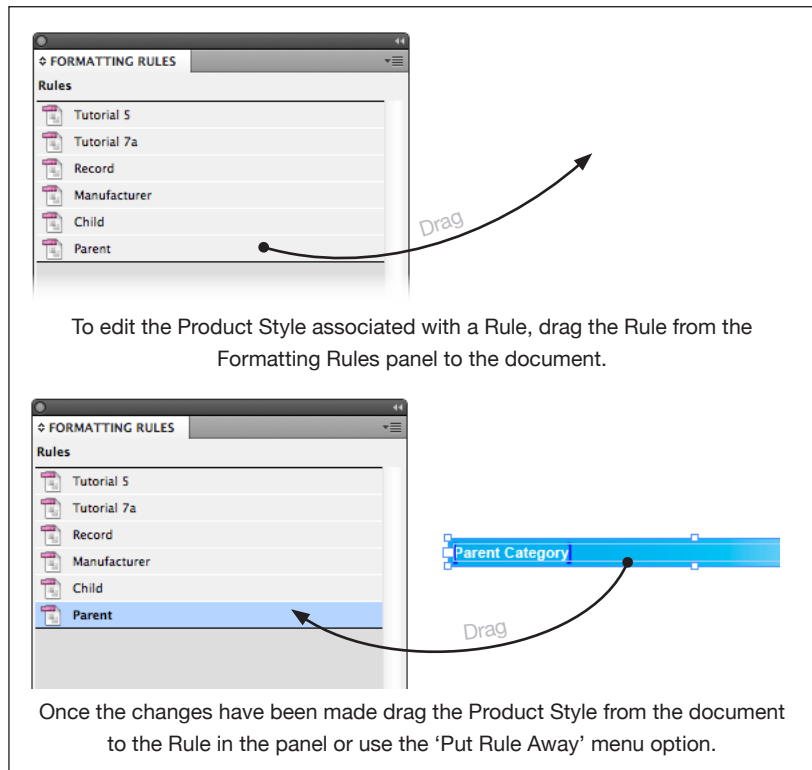 FORMATTING RULES
Rules
Tutorial 5
Tutorial 7a
Record
Manufacturer
Child
Parent
Drag
To edit the Product Style associated with a Rule, drag the Rule from the
Formatting Rules panel to the document.
FORMATTING RULES
Rules
Tutorial 5
Tutorial 7a
Record
Manufacturer
Child
Parent
Parent Category
Drag
Once the changes have been made drag the Product Style from the document
to the Rule in the panel or use the ‘Put Rule Away’ menu option.